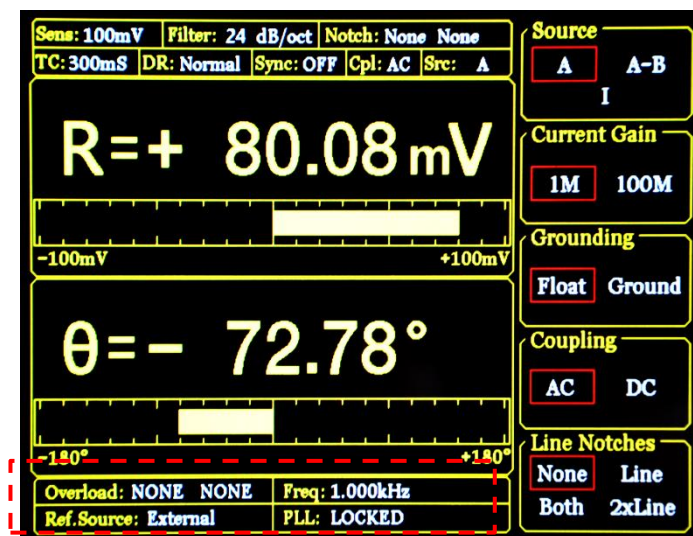 Sens: 100mV Filter: 24 dB/oct Notch: None None
TC: 300mS DR: Normal Sync: OFF Cpl: AC Src: A
R=+ 80.08 mV
-100mV +100mV
θ=- 72.78°
-180° +180°
Overload: NONE NONE Freq: 1.000kHz
Ref.Source: External PLL: LOCKED
Source
A A-B
I
Current Gain
1M 100M
Grounding
Float Ground
Coupling
AC DC
Line Notches
None Line
Both 2xLine